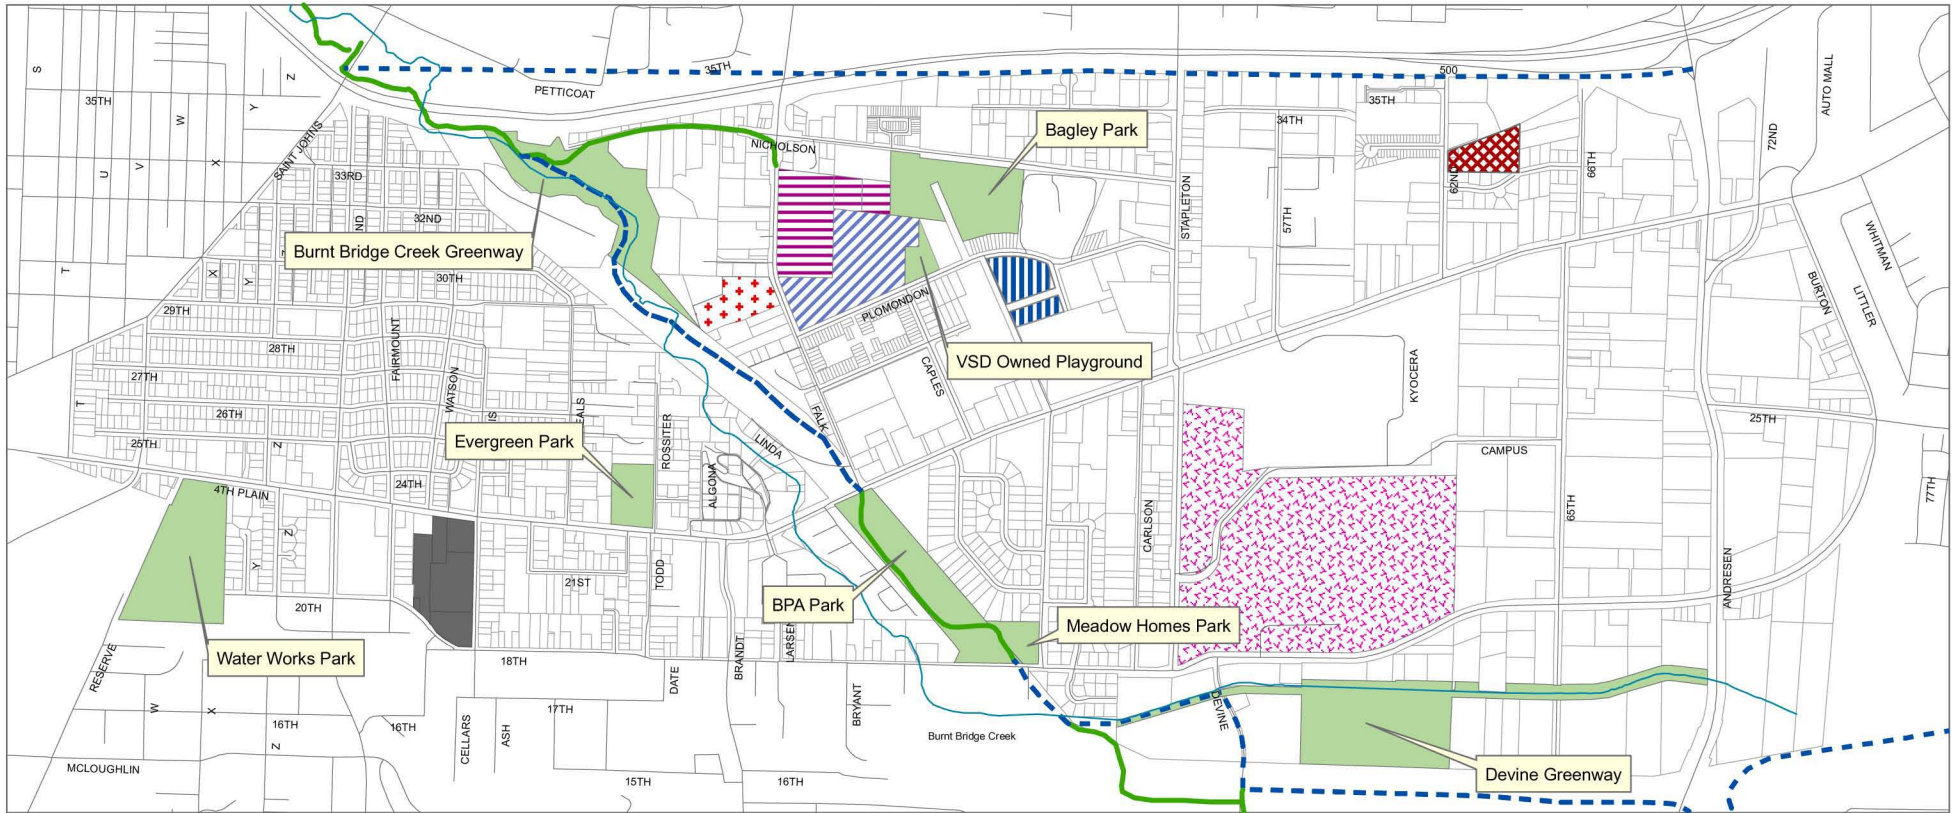 S
35TH
W
Y
Z
PETTICOAT
35TH
500
35TH
34TH
AUTO MALL
72ND
U
V
X
SAINT JOHNS
33RD
32ND
ND
NICHOLSON
Bagley Park
STAPLETON
57TH
62ND
66TH
T
X
Y
Burnt Bridge Creek Greenway
30TH
29TH
28TH
27TH
26TH
25TH
T
Z
FAIRMOUNT
WATSON
IS
EALS
PLOMONDON
CAPLES
VSD Owned Playground
WHITMAN
LITTLER
BURTON
KYOCERA
25TH
CAMPUS
77TH
Evergreen Park
ROSSITER
ALGONA
LINDA
FALK
24TH
4TH PLAIN
Z
Y
20TH
21ST
TODD
CARLSON
65TH
ANDRESEN
BPA Park
Meadow Homes Park
Water Works Park
RESERVE
18TH
DATE
BRANDT
LARSEN
W
X
Z
16TH
16TH
17TH
CELLARS
ASH
BRYANT
DEVINE
Burnt Bridge Creek
MCLOUGHLIN
15TH
16TH
Devine Greenway